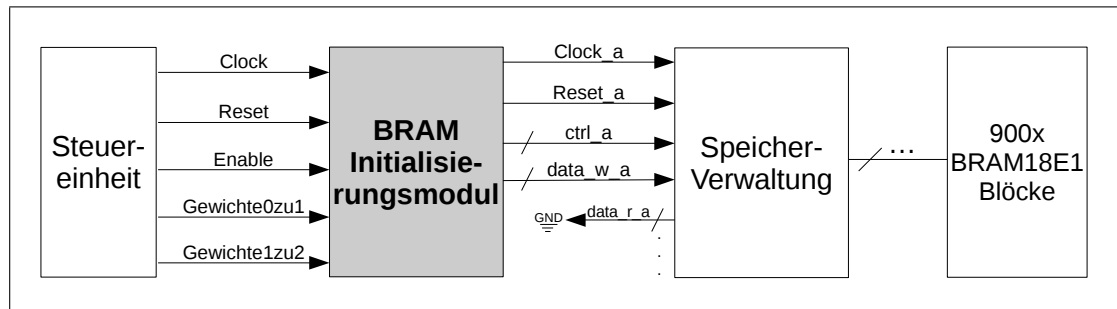 Steuer-
einheit
Clock
Reset
Enable
Gewichte0zu1
Gewichte1zu2
BRAM
Initialisie-
rungsmodul
Clock_a
Reset_a
ctrl_a
data_w_a
GND
data_r_a
Speicher-
Verwaltung
...
900x
BRAM18E1
Blöcke